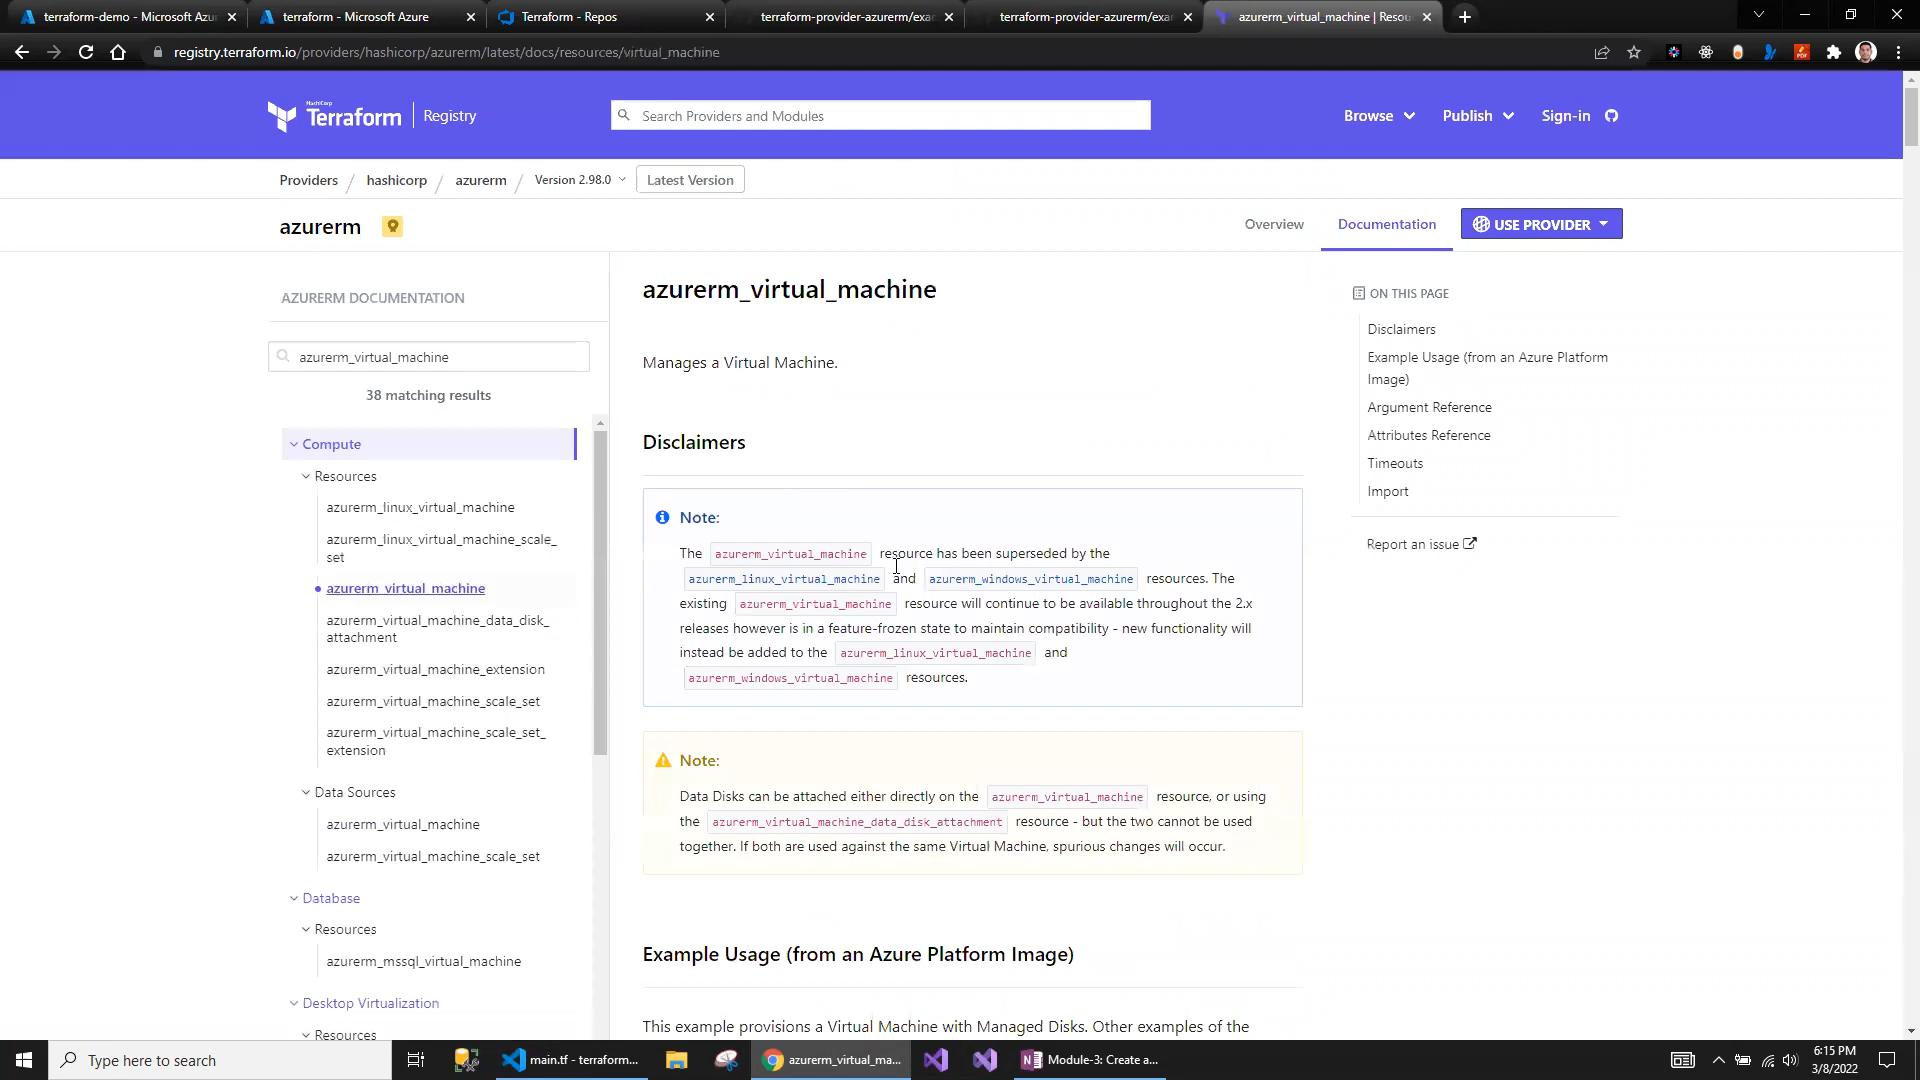 terraform-demo - Microsoft Azu
terraform - Microsoft Azure
Terraform - Repos
terraform-provider-azurerm/exa
terraform-provider-azurerm/exa
azurerm_virtual_machine | Resou
registry.terraform.io/providers/hashicorp/azurerm/latest/docs/resources/virtual_machine
HashiCorp
Terraform
Registry
Search Providers and Modules
Browse
Publish
Sign-in
Providers / hashicorp / azurerm / Version 2.98.0
Latest Version
azurerm
Overview
Documentation
USE PROVIDER
AZURERM DOCUMENTATION
azurerm_virtual_machine
38 matching results
Compute
Resources
azurerm_linux_virtual_machine
azurerm_linux_virtual_machine_scale_
set
azurerm_virtual_machine
azurerm_virtual_machine_data_disk_
attachment
azurerm_virtual_machine_extension
azurerm_virtual_machine_scale_set
azurerm_virtual_machine_scale_set_
extension
Data Sources
azurerm_virtual_machine
azurerm_virtual_machine_scale_set
Database
Resources
azurerm_mssql_virtual_machine
Desktop Virtualization
Resources
azurerm_virtual_machine
Manages a Virtual Machine.
Disclaimers
Note:
The azurerm_virtual_machine resource has been superseded by the
azurerm_linux_virtual_machine and azurerm_windows_virtual_machine resources. The
existing azurerm_virtual_machine resource will continue to be available throughout the 2.x
releases however is in a feature-frozen state to maintain compatibility - new functionality will
instead be added to the azurerm_linux_virtual_machine and
azurerm_windows_virtual_machine resources.
Note:
Data Disks can be attached either directly on the azurerm_virtual_machine resource, or using
the azurerm_virtual_machine_data_disk_attachment resource - but the two cannot be used
together. If both are used against the same Virtual Machine, spurious changes will occur.
Example Usage (from an Azure Platform Image)
This example provisions a Virtual Machine with Managed Disks. Other examples of the
ON THIS PAGE
Disclaimers
Example Usage (from an Azure Platform
Image)
Argument Reference
Attributes Reference
Timeouts
Import
Report an issue
Type here to search
main.tf - terraform...
azurerm_virtual_ma...
Module-3: Create a...
6:15 PM
3/8/2022